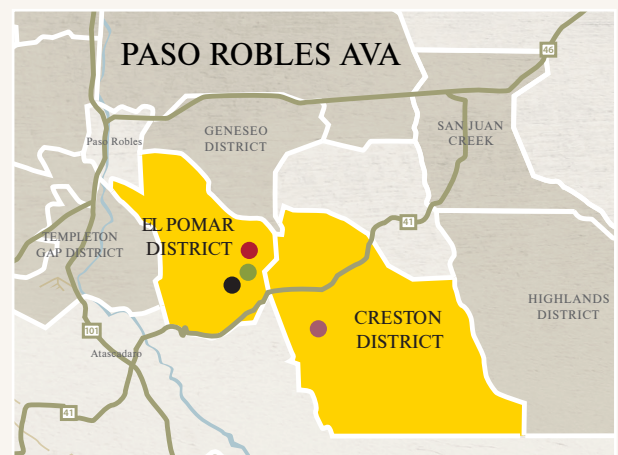 PASO ROBLES AVA
46
Paso Robles
GENESEO
DISTRICT
SAN JUAN
CREEK
41
EL POMAR
DISTRICT
TEMPLETON
GAP DISTRICT
HIGHLANDS
DISTRICT
CRESTON
DISTRICT
101
Atascadaro
41